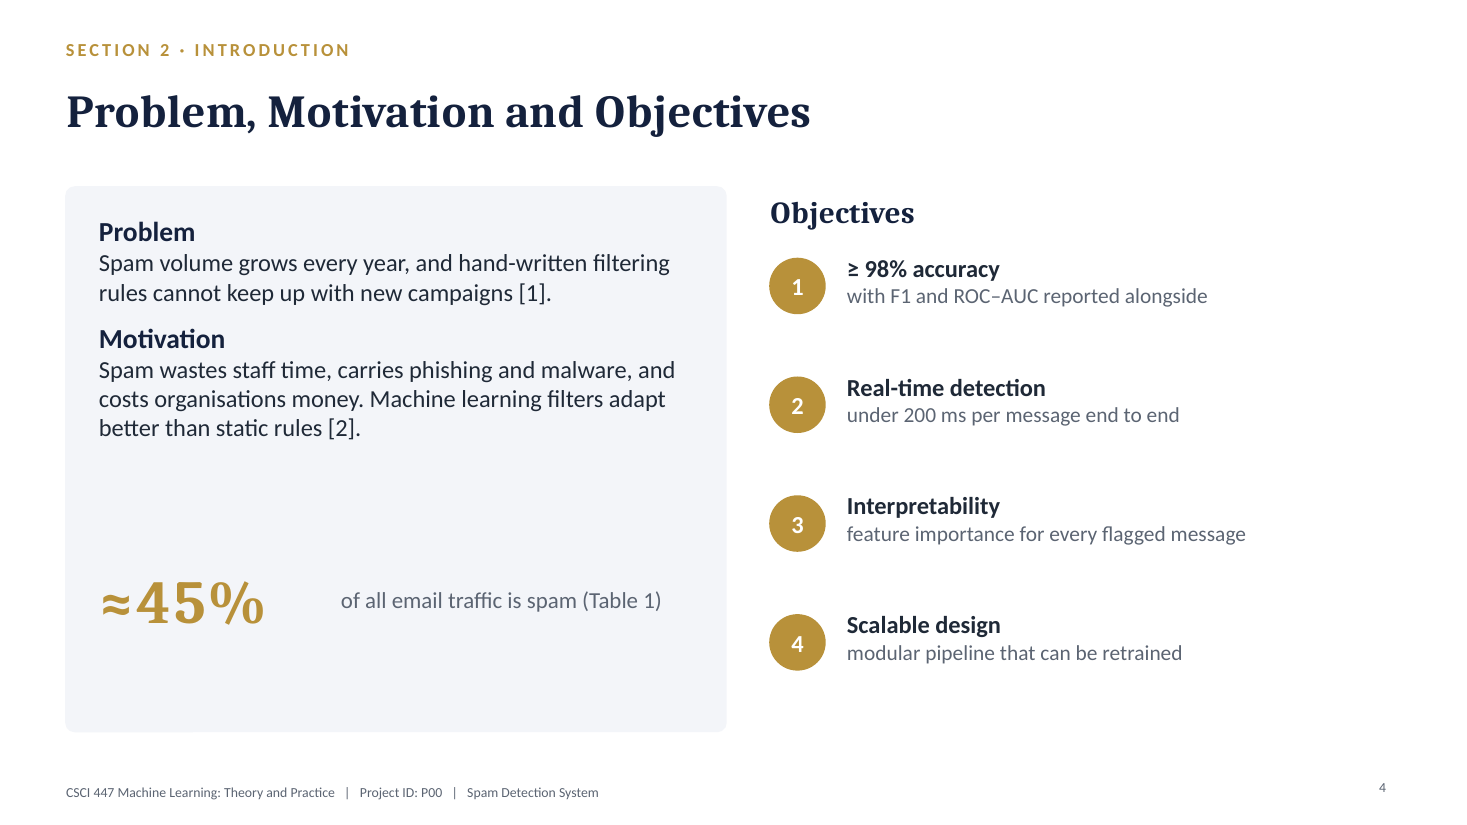 SECTION 2 · INTRODUCTION
Problem, Motivation and Objectives
Problem
Spam volume grows every year, and hand-written filtering
rules cannot keep up with new campaigns [1].
Motivation
Spam wastes staff time, carries phishing and malware, and
costs organisations money. Machine learning filters adapt
better than static rules [2].
≈45%
of all email traffic is spam (Table 1)
Objectives
1
≥ 98% accuracy
with F1 and ROC–AUC reported alongside
2
Real-time detection
under 200 ms per message end to end
3
Interpretability
feature importance for every flagged message
4
Scalable design
modular pipeline that can be retrained
CSCI 447 Machine Learning: Theory and Practice | Project ID: P00 | Spam Detection System
4